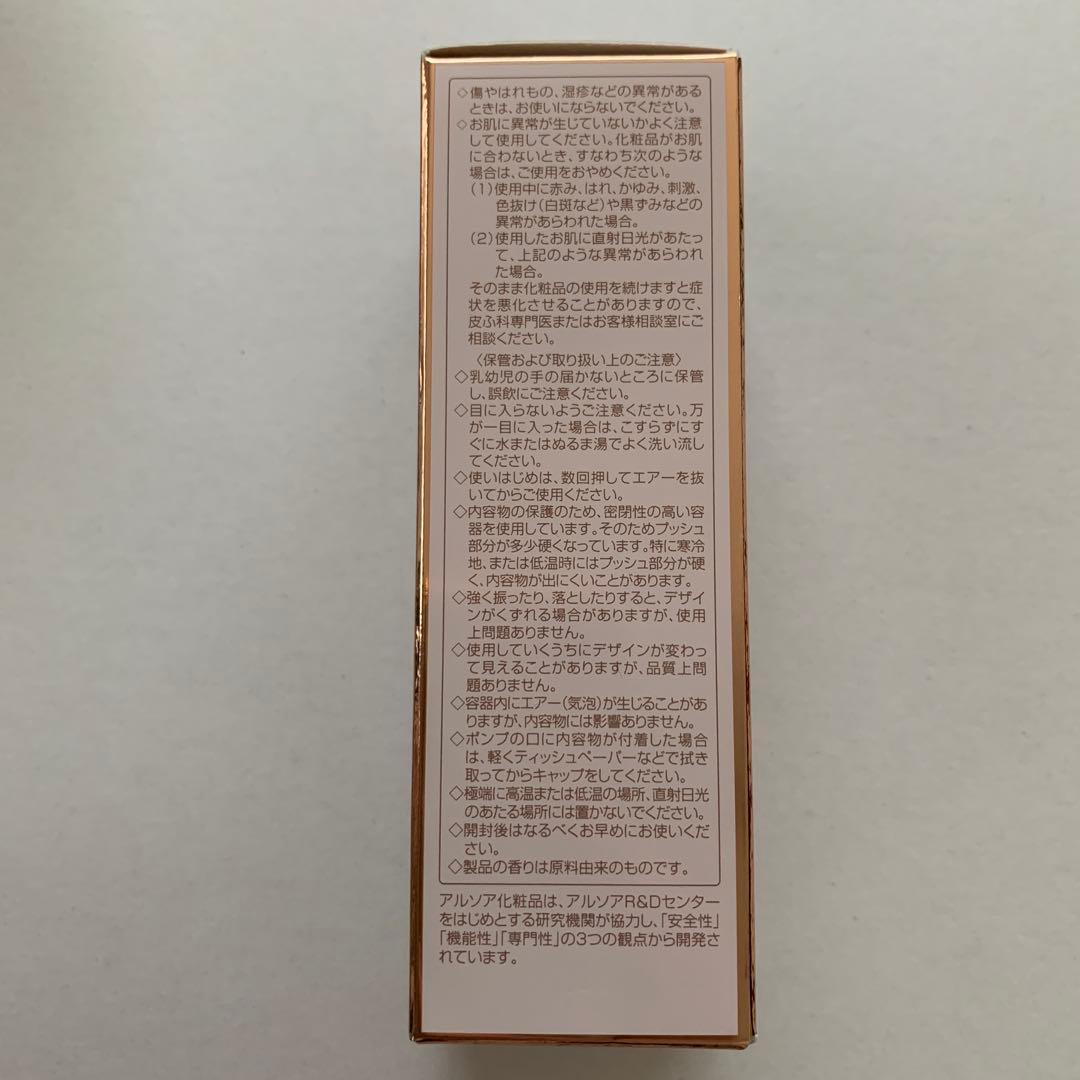 ◇傷やはれもの、湿疹などの異常がある
ときは、お使いにならないでください。
◇お肌に異常が生じていないかよく注意
して使用してください。化粧品がお肌
に合わないとき、すなわち次のような
場合は、ご使用をおやめください。
(1)使用中に赤み、はれ、かゆみ、刺激、
色抜け(白斑など)や黒ずみなどの
異常があらわれた場合。
(2)使用したお肌に直射日光があたっ
て、上記のような異常があらわれ
た場合。
そのまま化粧品の使用を続けますと症
状を悪化させることがありますので、
皮ふ科専門医またはお客様相談室にご
相談ください。
〈保管および取り扱い上のご注意〉
◇乳幼児の手の届かないところに保管
し、誤飲にご注意ください。
◇目に入らないようご注意ください。万
が一目に入った場合は、こすらずにす
ぐに水またはぬるま湯でよく洗い流し
てください。
◇使いはじめは、数回押してエアーを抜
いてからご使用ください。
◇内容物の保護のため、密閉性の高い容
器を使用しています。そのためプッシュ
部分が多少硬くなっています。特に寒冷
地、または低温時にはプッシュ部分が硬
く、内容物が出にくいことがあります。
◇強く振ったり、落としたりすると、デザイ
ンがくずれる場合がありますが、使用
上問題ありません。
◇使用していくうちにデザインが変わっ
て見えることがありますが、品質上問
題ありません。
◇容器内にエアー(気泡)が生じることがあ
りますが、内容物には影響ありません。
◇ポンプの口に内容物が付着した場合
は、軽くティッシュペーパーなどで拭き
取ってからキャップをしてください。
◇極端に高温または低温の場所、直射日光
のあたる場所には置かないでください。
◇開封後はなるべくお早めにお使いくだ
さい。
◇製品の香りは原料由来のものです。
アルソア化粧品は、アルソアR&Dセンター
をはじめとする研究機関が協力し、「安全性」
「機能性」「専門性」の3つの観点から開発さ
れています。